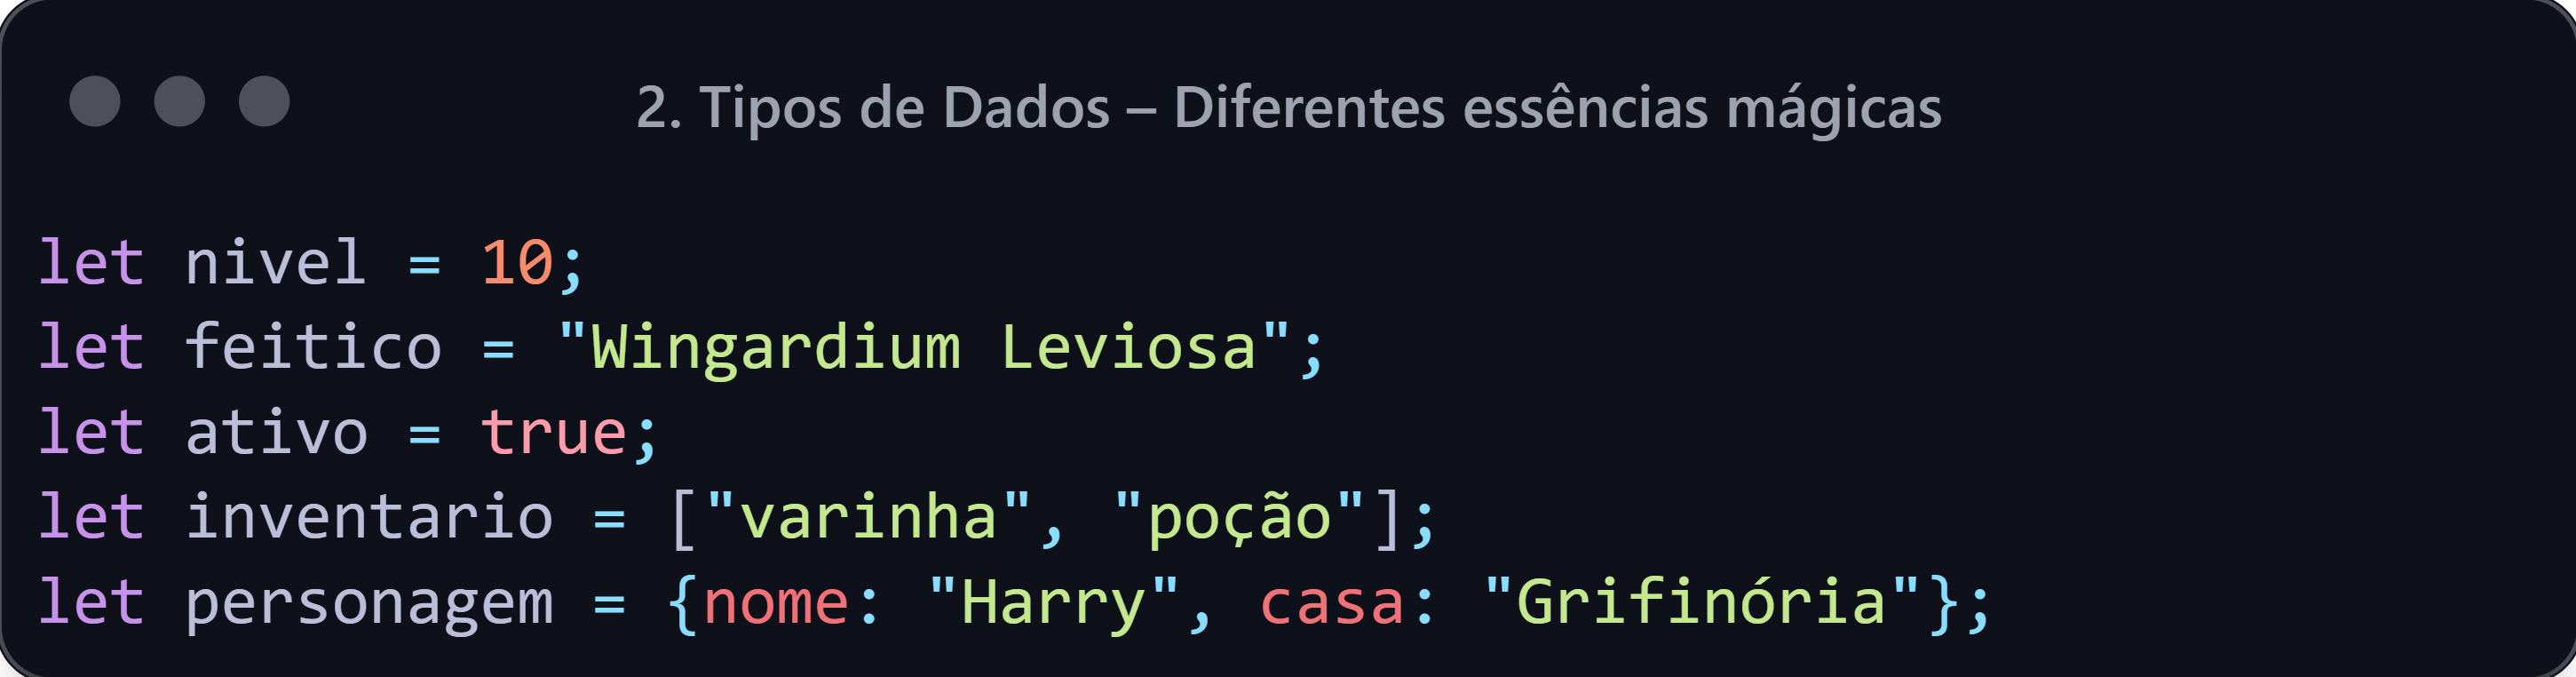 2. Tipos de Dados – Diferentes essências mágicas
let nivel = 10;
let feitico = "Wingardium Leviosa";
let ativo = true;
let inventario = ["varinha", "poção"];
let personagem = {nome: "Harry", casa: "Grifinória"};